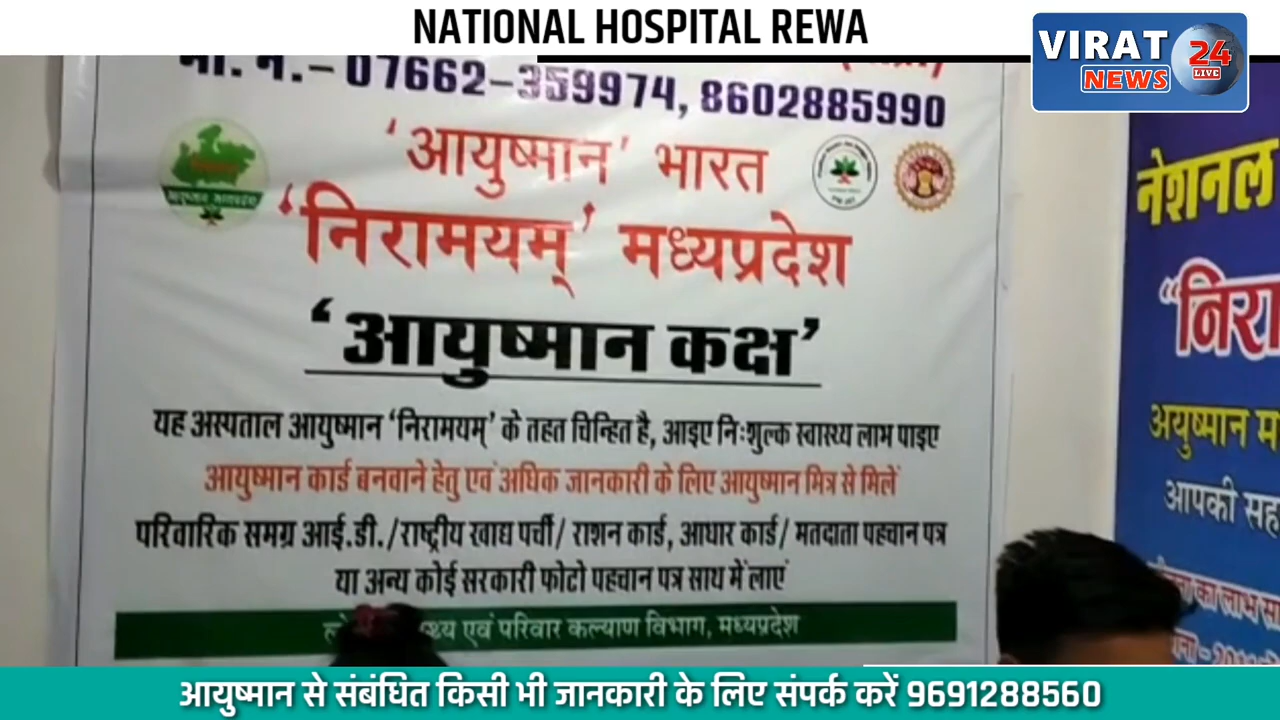 NATIONAL HOSPITAL REWA
VIRAT
NEWS
24
LIVE
07662-359974, 8602885990
'आयुष्मान' भारत
'निरामयम्' मध्यप्रदेश
'आयुष्मान कक्ष'
यह अस्पताल आयुष्मान 'निरामयम्' के तहत चिन्हित है, आइए निःशुल्क स्वास्थ्य लाभ पाइए
आयुष्मान कार्ड बनवाने हेतु एवं अधिक जानकारी के लिए आयुष्मान मित्र से मिलें
परिवारिक समग्र आई.डी./राष्ट्रीय खाद्य पर्ची/ राशन कार्ड, आधार कार्ड/ मतदाता पहचान पत्र
या अन्य कोई सरकारी फोटो पहचान पत्र साथ में लाएं
एवं परिवार कल्याण विभाग, मध्यप्रदेश
नेशनल
"निरा
अयुष्मान
आपकी
का लाभ
आयुष्मान से संबंधित किसी भी जानकारी के लिए संपर्क करें 9691288560